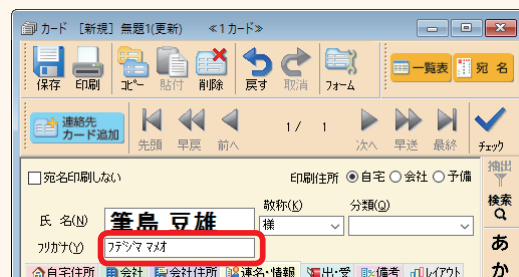 カード [新規] 無題1(更新) ≪1カード≫
保存 印刷 コピー 貼付 削除 戻す 取消 フォーム 一覧表 宛 名
連絡先
カード追加 先頭 早戻 前へ 1 / 1 次へ 早送 最終 チェック
宛名印刷しない 印刷住所 自宅 会社 予備 抽出
敬称(K) 分類(Q) 検索
氏 名(N) 筆島 豆雄 様 あ
フリガナ(Y) フデシマ マメオ
自宅住所 会社 会社住所 連名・情報 出・受 備考 レイアウト か